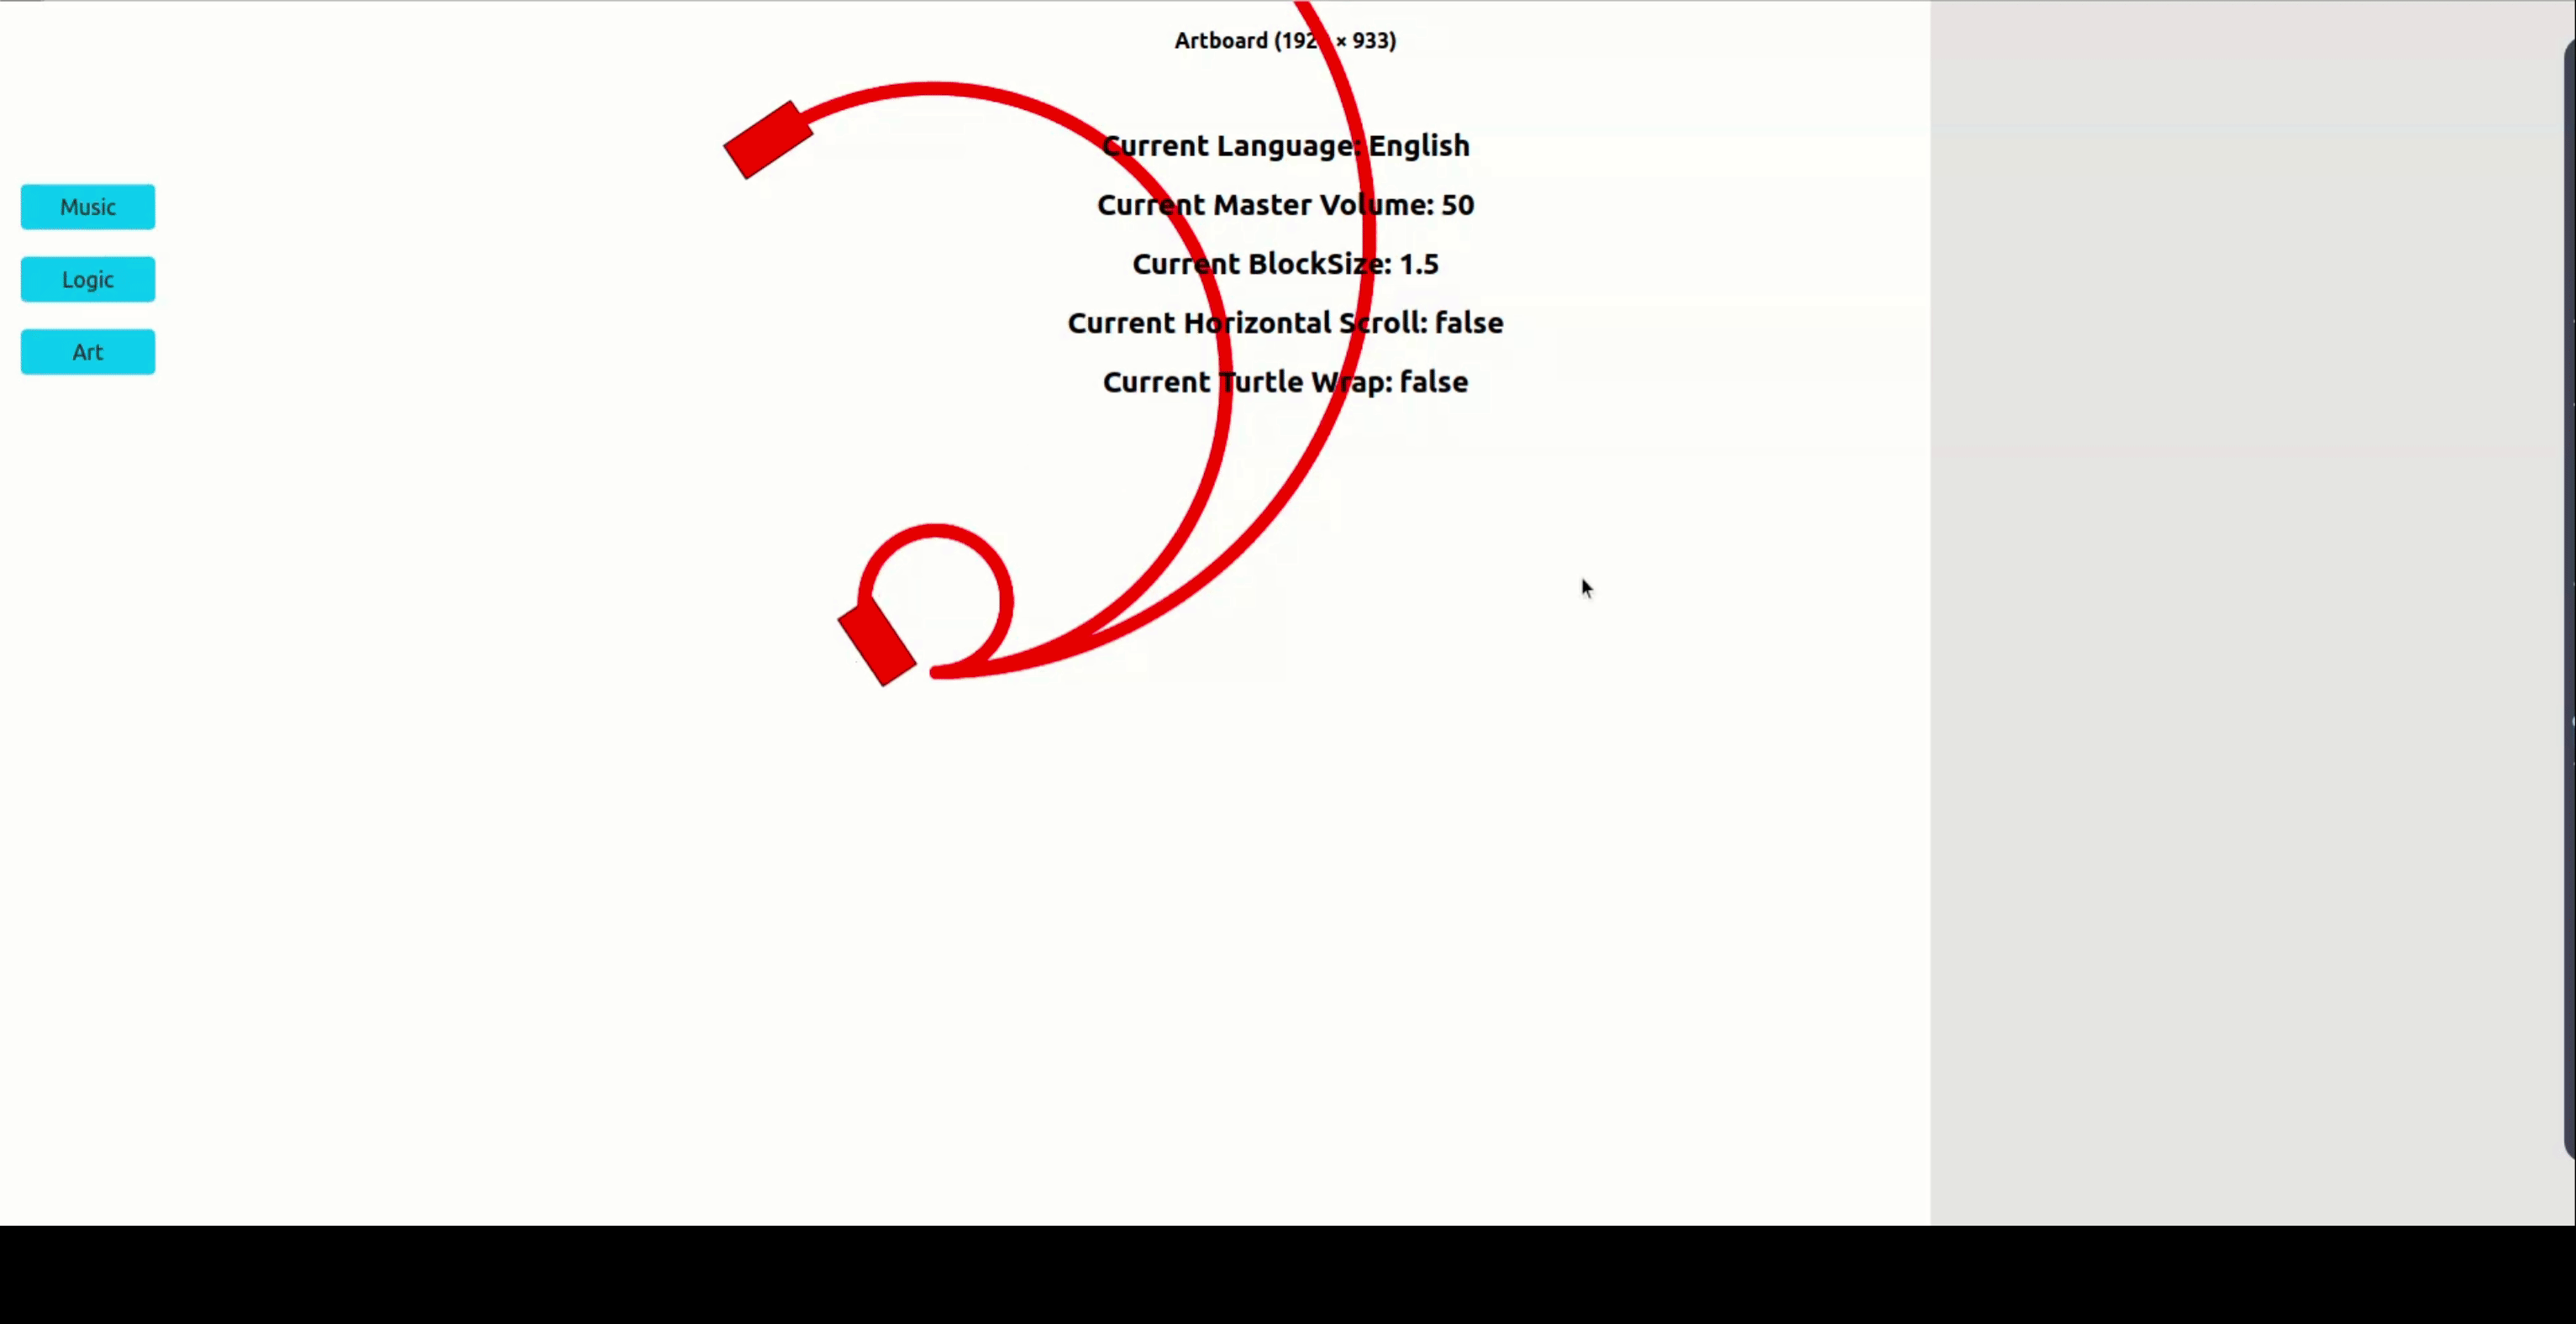 Artboard (192 × 933)
Current Language: English
Current Master Volume: 50
Current BlockSize: 1.5
Current Horizontal Scroll: false
Current Turtle Wrap: false
Music
Logic
Art